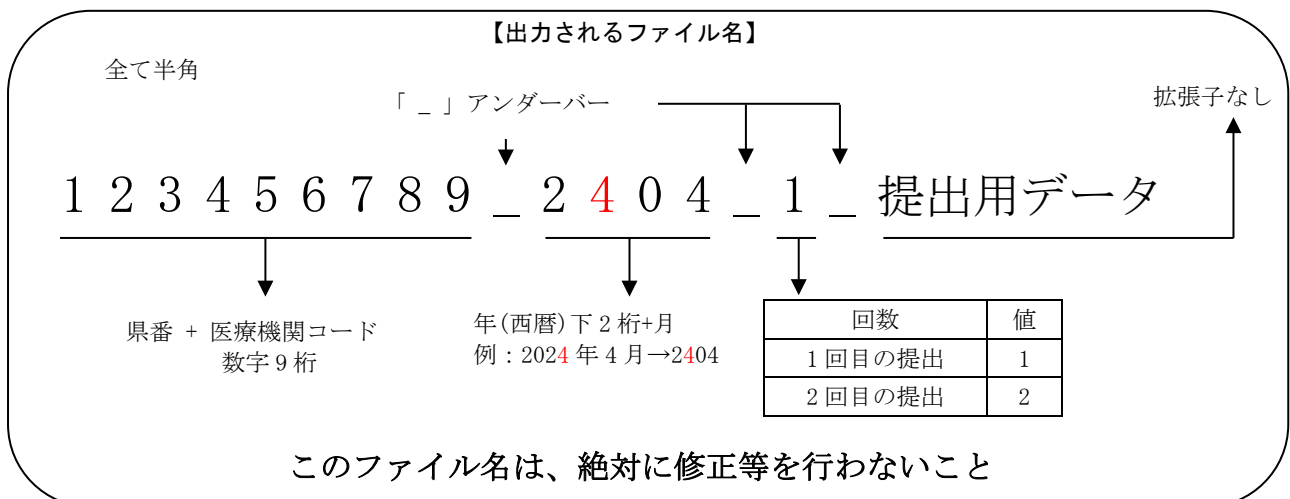 【出力されるファイル名】
全て半角
「_」アンダーバー
拡張子なし
123456789_2404_1_提出用データ
県番 + 医療機関コード
数字9桁
年(西暦)下2桁+月
例：2024年4月→2404
回数 値
1回目の提出 1
2回目の提出 2
このファイル名は、絶対に修正等を行わないこと